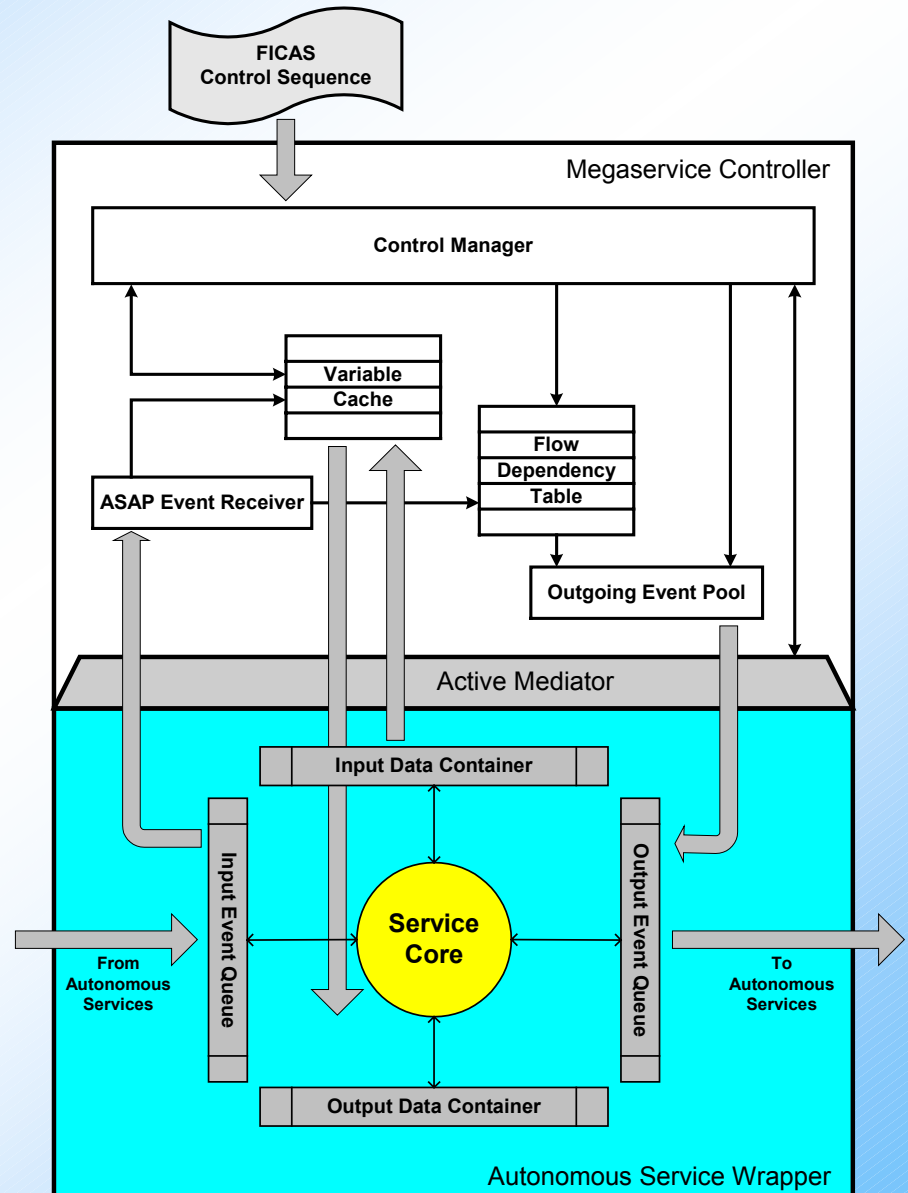 FICAS
Control Sequence
Megaservice Controller
Control Manager
Variable
Cache
Flow
Dependency
Table
ASAP Event Receiver
Outgoing Event Pool
Active Mediator
Input Data Container
Input Event Queue
Service
Core
Output Event Queue
From
Autonomous
Services
To
Autonomous
Services
Output Data Container
Autonomous Service Wrapper